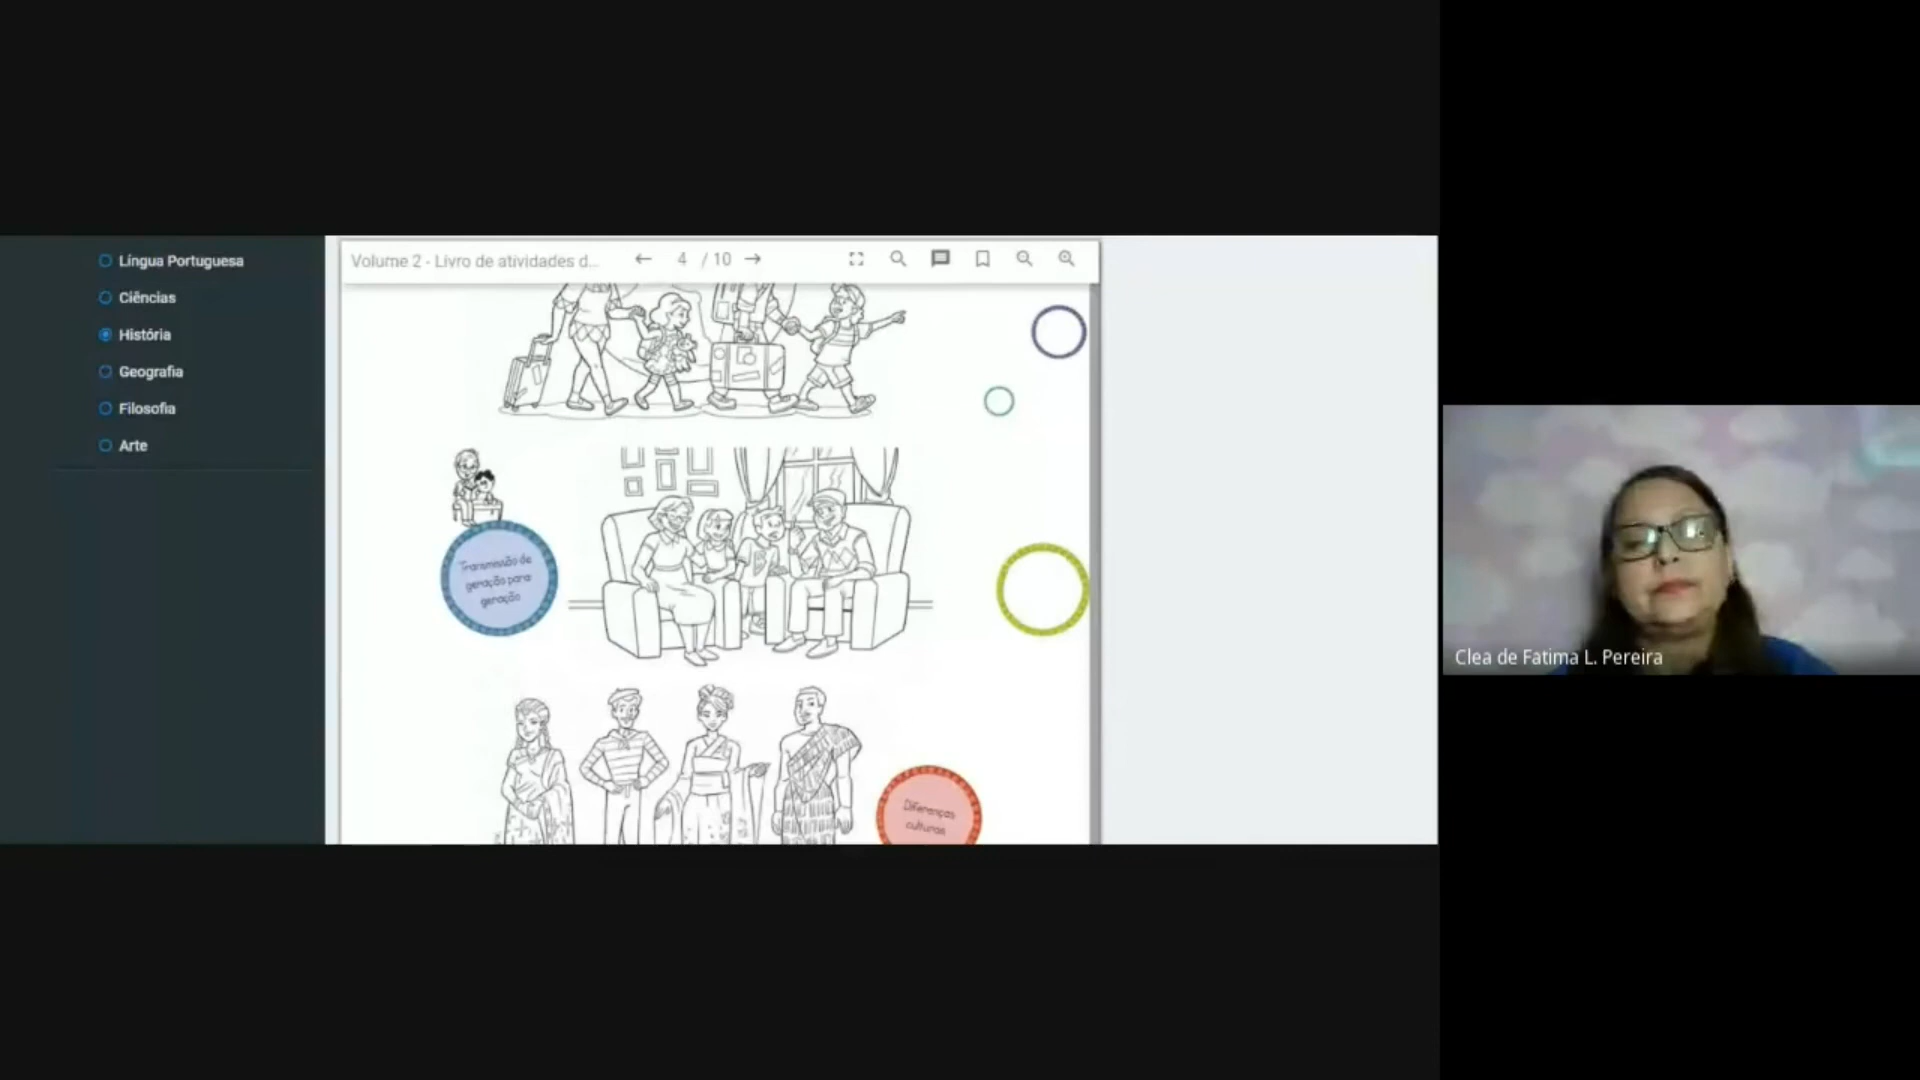 Língua Portuguesa
Ciências
História
Geografia
Filosofia
Arte
Volume 2 - Livro de atividades d...
4 / 10
Transmissão de
geração para
geração
Diferenças
culturais
Clea de Fatima L. Pereira